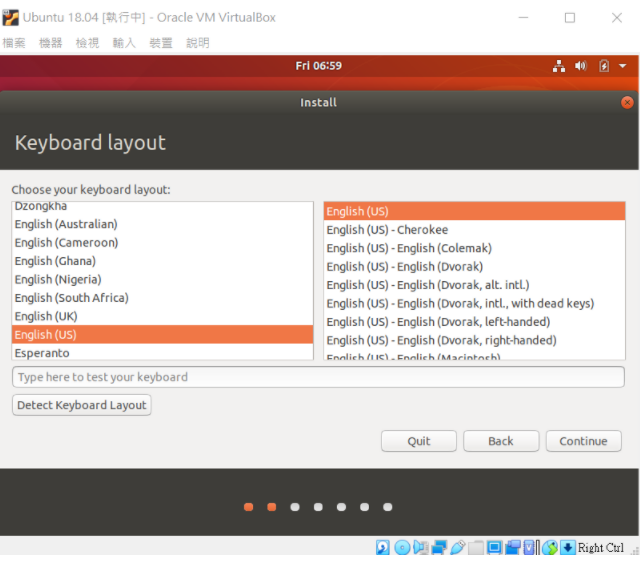 Ubuntu 18.04 [執行中] - Oracle VM VirtualBox
檔案 機器 檢視 輸入 裝置 說明
Fri 06:59
Install
Keyboard layout
Choose your keyboard layout:
Dzongkha
English (Australian)
English (Cameroon)
English (Ghana)
English (Nigeria)
English (South Africa)
English (UK)
English (US)
Esperanto
English (US)
English (US) - Cherokee
English (US) - English (Colemak)
English (US) - English (Dvorak)
English (US) - English (Dvorak, alt. intl.)
English (US) - English (Dvorak, intl., with dead keys)
English (US) - English (Dvorak, left-handed)
English (US) - English (Dvorak, right-handed)
English (US) - English (Macintosh)
Type here to test your keyboard
Detect Keyboard Layout
Quit Back Continue
Right Ctrl